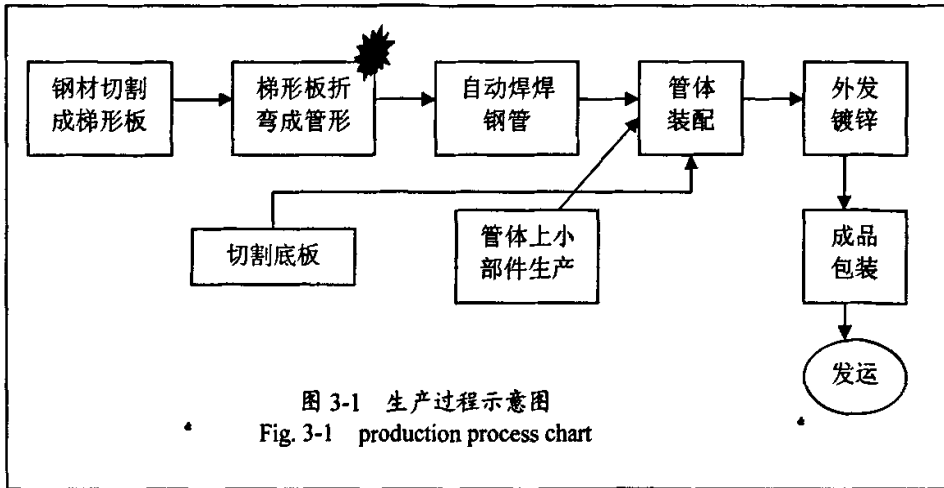 钢材切割
成梯形板
梯形板折
弯成管形
自动焊焊
钢管
管体
装配
外发
镀锌
切割底板
管体上小
部件生产
成品
包装
发运
图 3-1 生产过程示意图
Fig. 3-1 production process chart